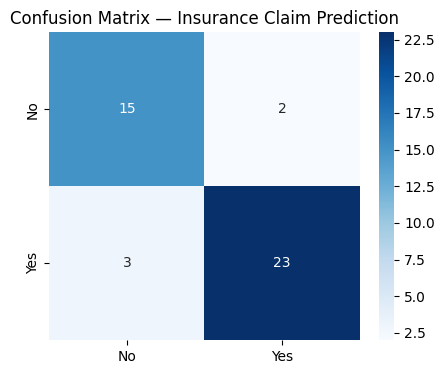 Confusion Matrix — Insurance Claim Prediction
No
15
2
Yes
3
23
No
Yes
22.5
20.0
17.5
15.0
12.5
10.0
7.5
5.0
2.5